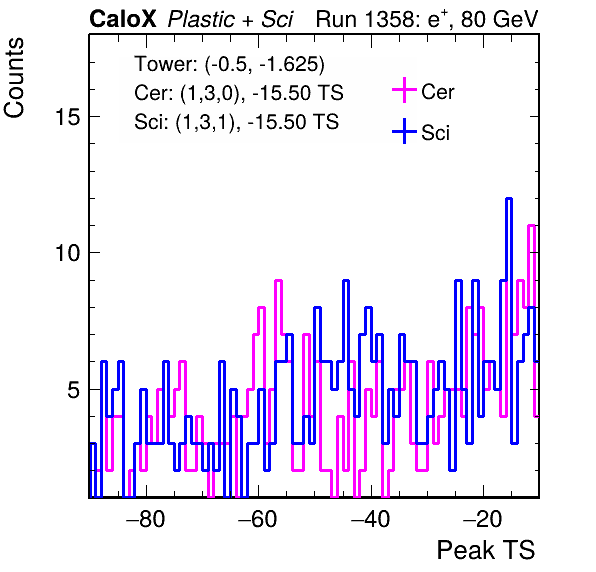 CaloX Plastic + Sci Run 1358: e+, 80 GeV
Counts
Tower: (-0.5, -1.625)
Cer: (1,3,0), -15.50 TS
Sci: (1,3,1), -15.50 TS
Cer
Sci
15
10
5
−80 −60 −40 −20
Peak TS